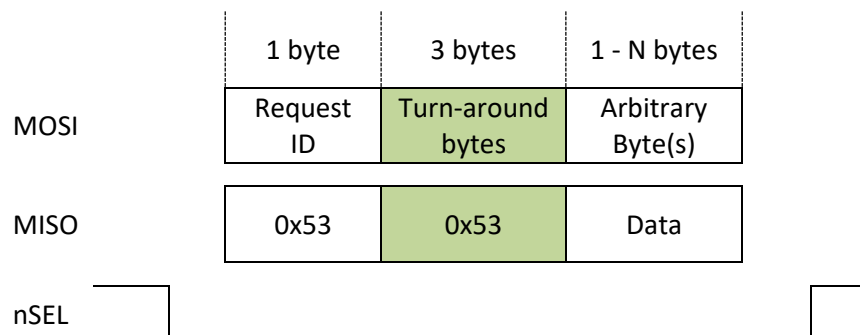 1 byte 3 bytes 1 - N bytes
MOSI
Request
ID
Turn-around
bytes
Arbitrary
Byte(s)
MISO 0x53 0x53 Data
nSEL